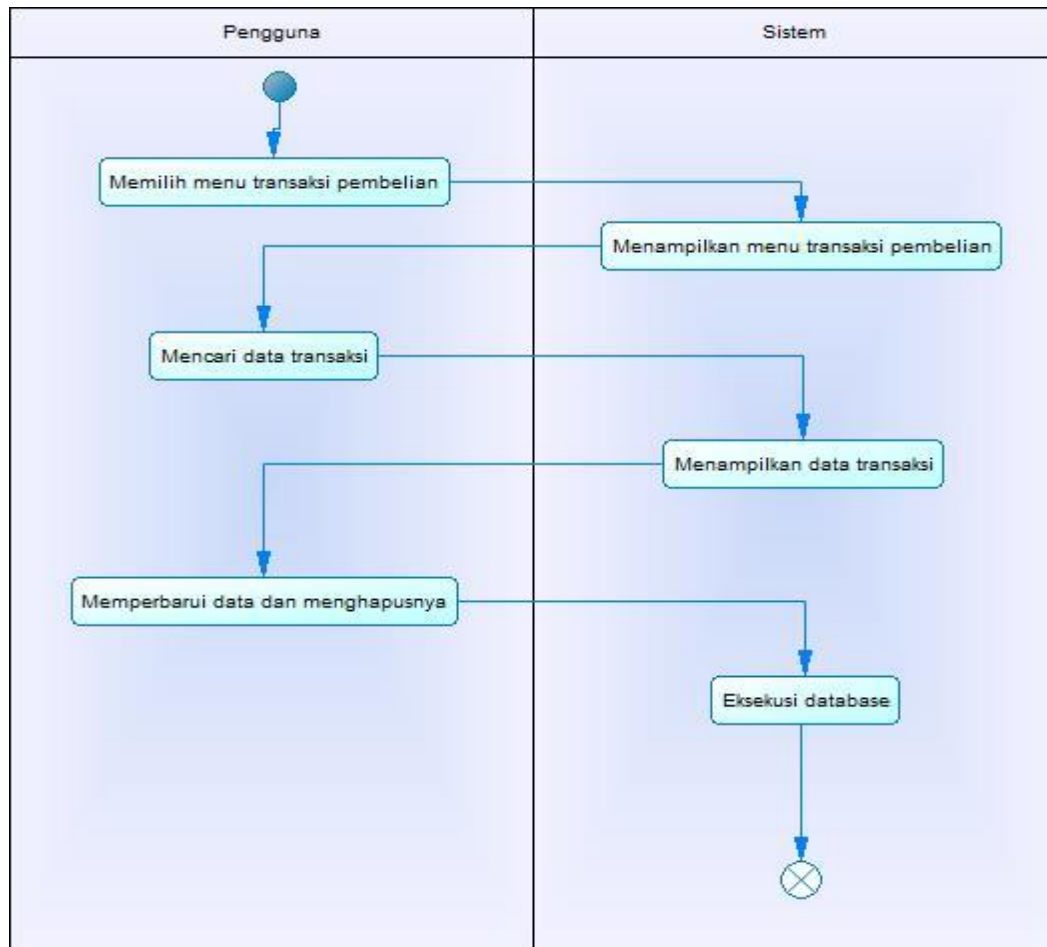 Pengguna
Sistem
Memilih menu transaksi pembelian
Menampilkan menu transaksi pembelian
Mencari data transaksi
Menampilkan data transaksi
Memperbarui data dan menghapusnya
Eksekusi database